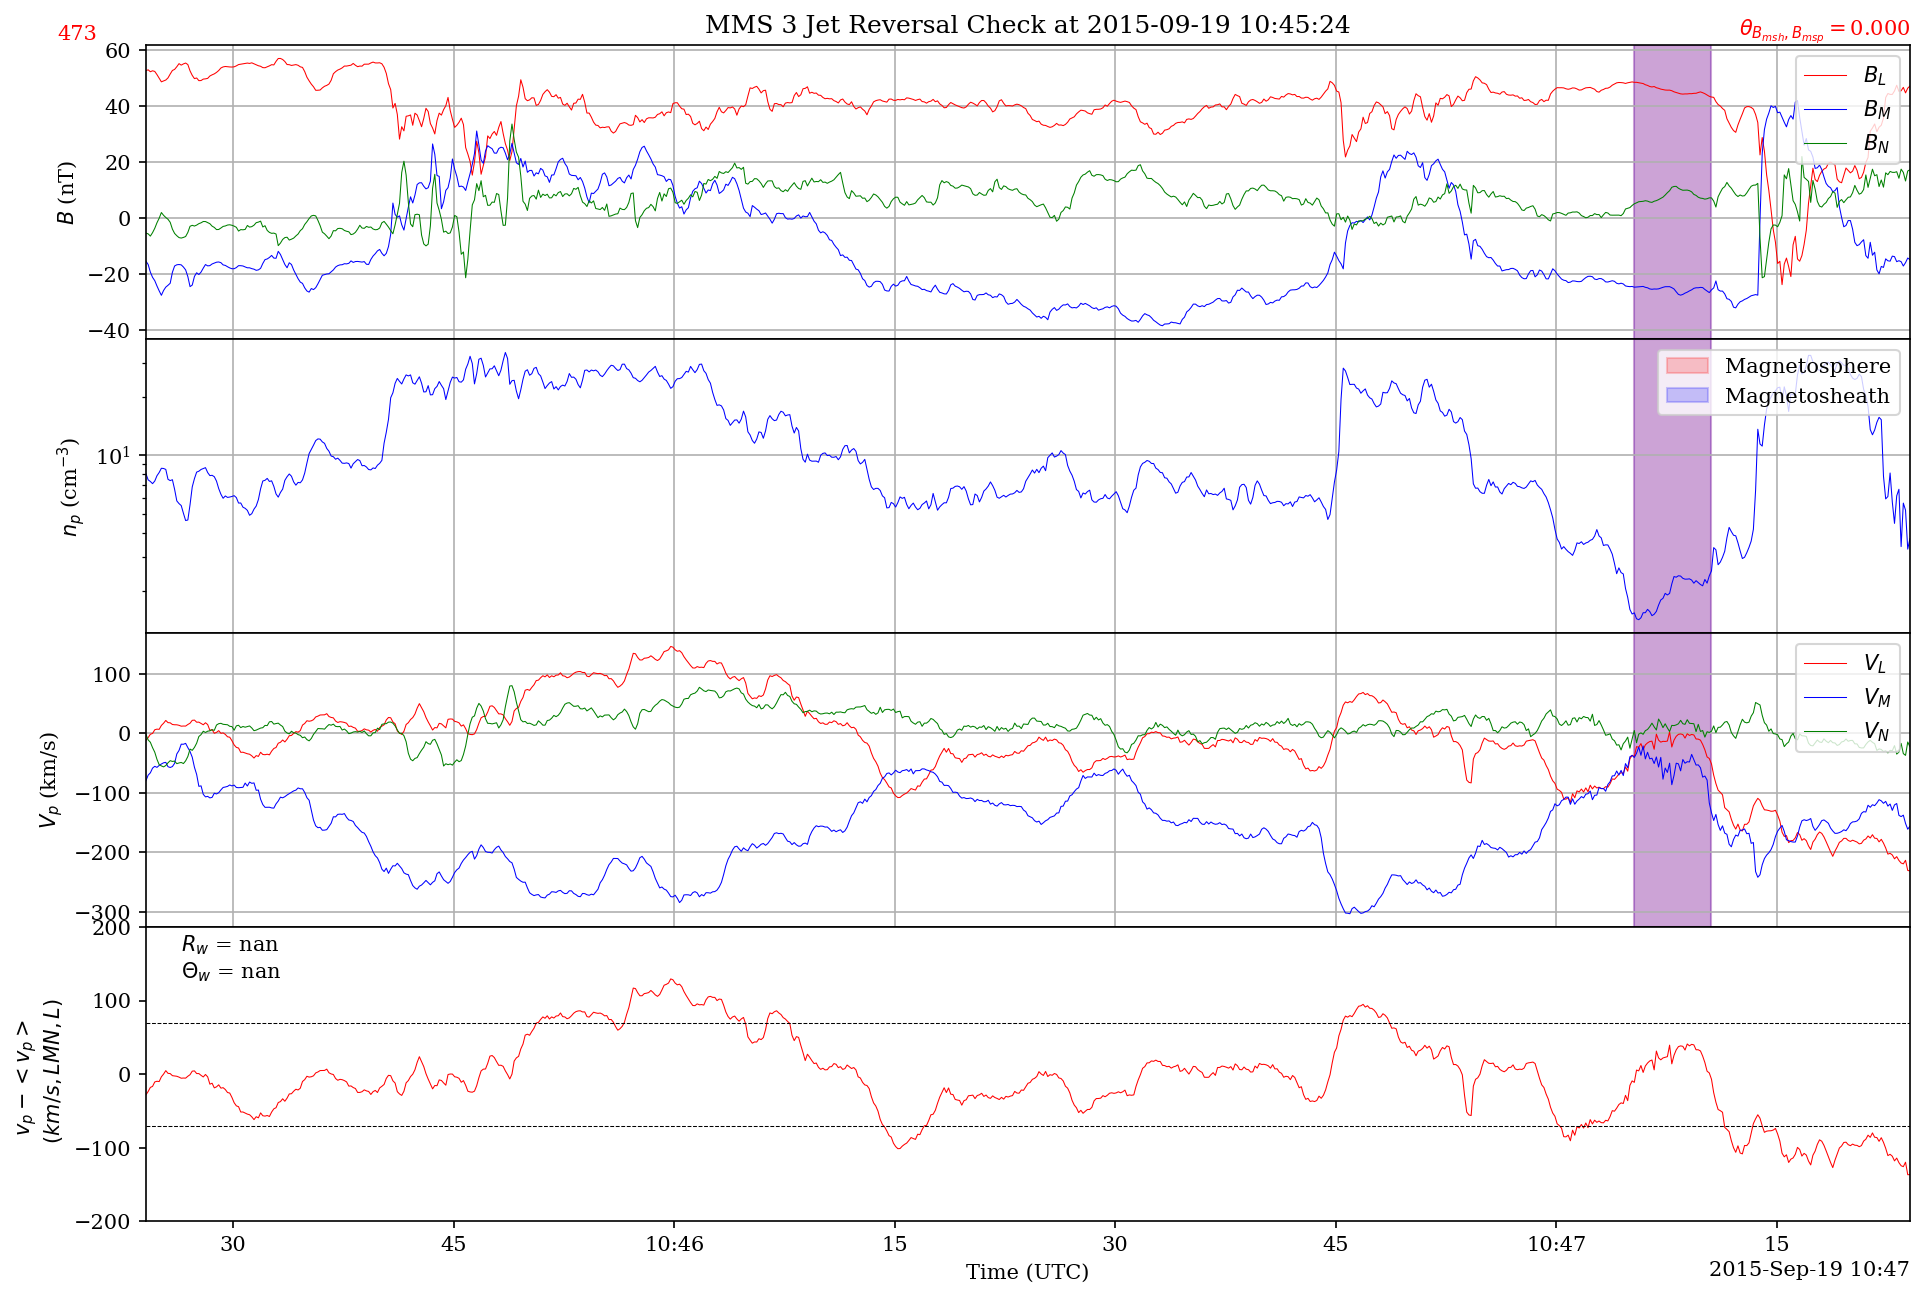 MMS 3 Jet Reversal Check at 2015-09-19 10:45:24
473
θ_{B_{msh}, B_{msp}} = 0.000
60
40
20
0
−20
−40
B (nT)
B_L
B_M
B_N
10^1
n_p (cm^{−3})
Magnetosphere
Magnetosheath
100
0
−100
−200
−300
V_p (km/s)
V_L
V_M
V_N
200
100
0
−100
−200
v_p − < v_p >
(km/s, LMN, L)
R_w = nan
Θ_w = nan
30 45 10:46 15 30 45 10:47 15
Time (UTC)
2015-Sep-19 10:47